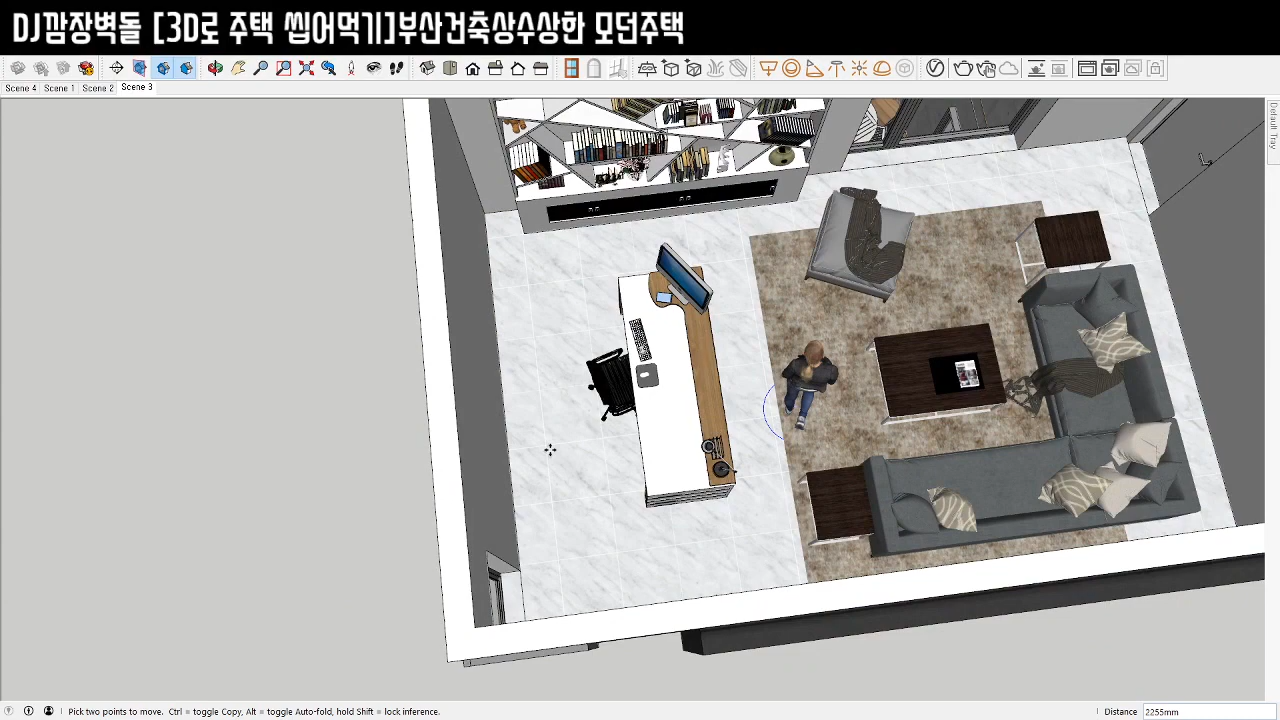 DJ깜장벽돌 [3D로 주택 씹어먹기]부산건축상수상한 모던주택
Scene 4 Scene 1 Scene 2 Scene 3
Default Tray
Pick two points to move. Ctrl = toggle Copy, Alt = toggle Auto-fold, hold Shift = lock inference.
Distance 2255mm